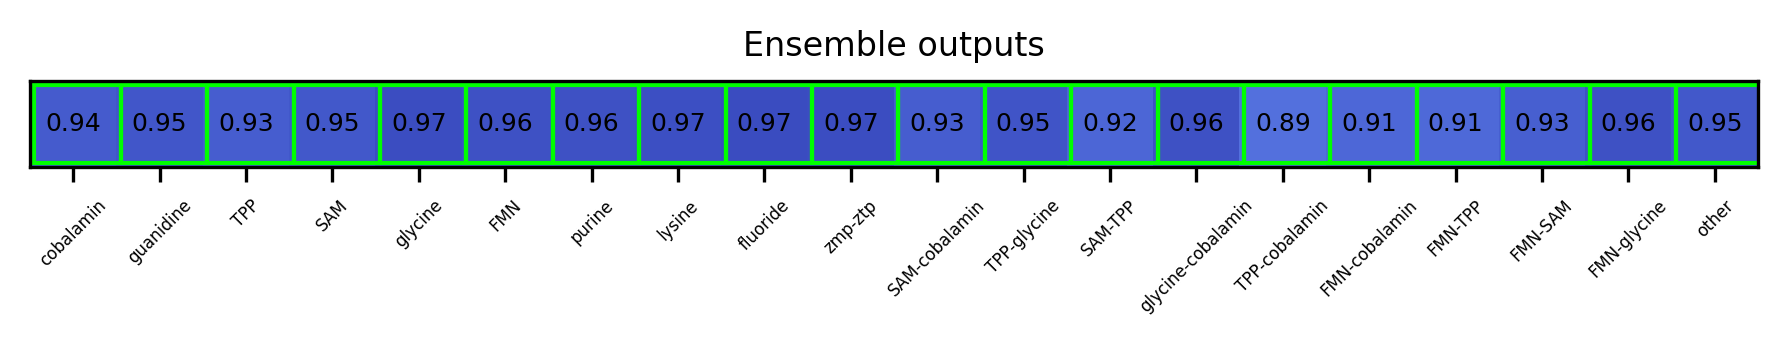 Ensemble outputs
0.94 0.95 0.93 0.95 0.97 0.96 0.96 0.97 0.97 0.97 0.93 0.95 0.92 0.96 0.89 0.91 0.91 0.93 0.96 0.95
cobalamin guanidine TPP SAM glycine FMN purine lysine fluoride zmp-ztp SAM-cobalamin TPP-glycine SAM-TPP glycine-cobalamin TPP-cobalamin FMN-cobalamin FMN-TPP FMN-SAM FMN-glycine other